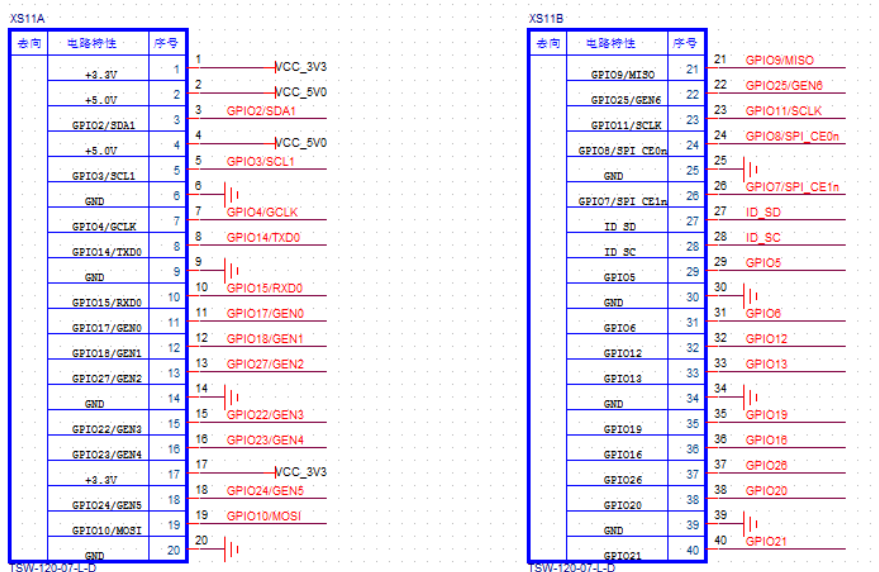 XS11A
去向 电路特性 序号
+3.3V 1 1 VCC_3V3
+5.0V 2 2 VCC_5V0
GPIO2/SDA1 3 3 GPIO2/SDA1
+5.0V 4 4 VCC_5V0
GPIO3/SCL1 5 5 GPIO3/SCL1
GND 6 6
GPIO4/GCLK 7 7 GPIO4/GCLK
GPIO14/TXD0 8 8 GPIO14/TXD0
GND 9 9
GPIO15/RXD0 10 10 GPIO15/RXD0
GPIO17/GEN0 11 11 GPIO17/GEN0
GPIO18/GEN1 12 12 GPIO18/GEN1
GPIO27/GEN2 13 13 GPIO27/GEN2
GND 14 14
GPIO22/GEN3 15 15 GPIO22/GEN3
GPIO23/GEN4 16 16 GPIO23/GEN4
+3.3V 17 17 VCC_3V3
GPIO24/GEN5 18 18 GPIO24/GEN5
GPIO10/MOSI 19 19 GPIO10/MOSI
GND 20 20
TSW-120-07-L-D
XS11B
去向 电路特性 序号
GPIO9/MISO 21 21 GPIO9/MISO
GPIO25/GEN6 22 22 GPIO25/GEN6
GPIO11/SCLK 23 23 GPIO11/SCLK
GPIO8/SPI_CE0n 24 24 GPIO8/SPI_CE0n
GND 25 25
GPIO7/SPI_CE1n 26 26 GPIO7/SPI_CE1n
ID_SD 27 27 ID_SD
ID_SC 28 28 ID_SC
GPIO5 29 29 GPIO5
GND 30 30
GPIO6 31 31 GPIO6
GPIO12 32 32 GPIO12
GPIO13 33 33 GPIO13
GND 34 34
GPIO19 35 35 GPIO19
GPIO16 36 36 GPIO16
GPIO26 37 37 GPIO26
GPIO20 38 38 GPIO20
GND 39 39
GPIO21 40 40 GPIO21
TSW-120-07-L-D